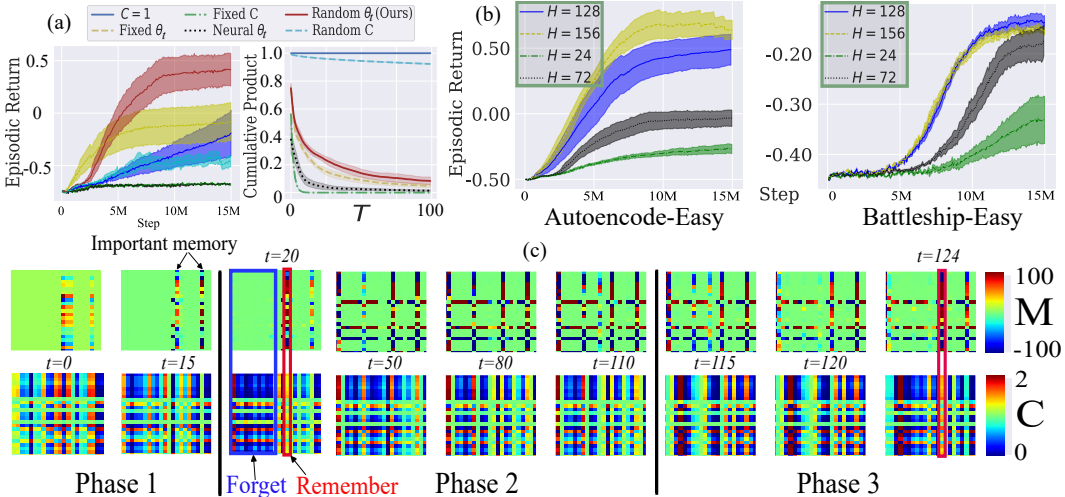 (a)
C = 1
Fixed C
Random θt (Ours)
Fixed θt
Neural θt
Random C
Episodic Return
0.5
0
-0.5
0
5M
10M
15M
Step
Cumulative Product
1.0
0.8
0.6
0.4
0.2
0
0
T
100
(b)
H = 128
H = 156
H = 24
H = 72
Episodic Return
0.50
0.00
-0.50
0
5M
10M
15M
Autoencode-Easy
H = 128
H = 156
H = 24
H = 72
-0.20
-0.30
-0.40
Step
0
5M
10M
15M
Battleship-Easy
Important memory
(c)
t=20
t=124
100
M
-100
t=0
t=15
t=50
t=80
t=110
t=115
t=120
2
C
0
Phase 1
Forget
Remember
Phase 2
Phase 3